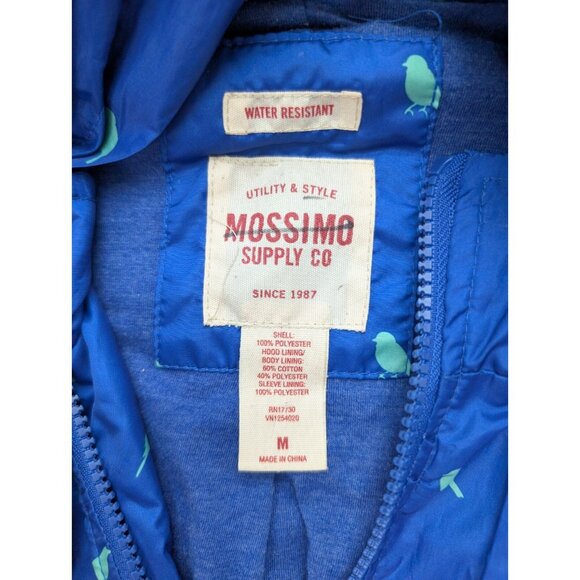 WATER RESISTANT
UTILITY & STYLE
MOSSIMO
SUPPLY CO
SINCE 1987
SHELL:
100% POLYESTER
HOOD LINING/
BODY LINING:
60% COTTON
40% POLYESTER
SLEEVE LINING:
100% POLYESTER
RN17730
VN1254020
M
MADE IN CHINA